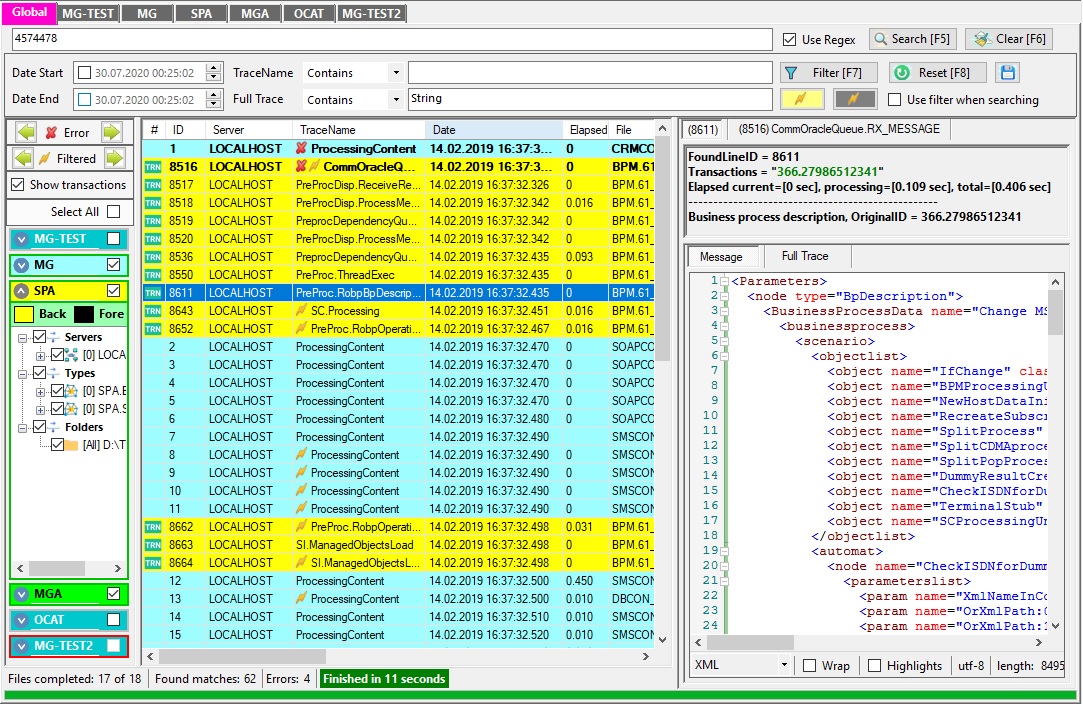 Global MG-TEST MG SPA MGA OCAT MG-TEST2
4574478
Use Regex Search [F5] Clear [F6]
Date Start 30.07.2020 00:25:02 TraceName Contains Filter [F7] Reset [F8]
Date End 30.07.2020 00:25:02 Full Trace Contains String Use filter when searching
Error
Filtered
Show transactions
Select All
MG-TEST
MG
SPA
Back Fore
Servers
[0] LOCA
Types
[0] SPA.B
[0] SPA.S
Folders
[All] D:\T
MGA
OCAT
MG-TEST2
# ID Server TraceName Date Elapsed File
1 LOCALHOST ProcessingContent 14.02.2019 16:37:3... 0 CRMCO
TRN 8516 LOCALHOST CommOracleQ... 14.02.2019 16:37:3... 0 BPM.61
TRN 8517 LOCALHOST PreProcDisp.ReceiveRe... 14.02.2019 16:37:32.326 0 BPM.61_
TRN 8518 LOCALHOST PreProcDisp.ProcessMe... 14.02.2019 16:37:32.342 0.016 BPM.61_
TRN 8519 LOCALHOST PreprocDependencyQu... 14.02.2019 16:37:32.342 0 BPM.61_
TRN 8520 LOCALHOST PreProcDisp.ProcessMe... 14.02.2019 16:37:32.342 0 BPM.61_
TRN 8536 LOCALHOST PreprocDependencyQu... 14.02.2019 16:37:32.435 0.093 BPM.61_
TRN 8550 LOCALHOST PreProc.ThreadExec 14.02.2019 16:37:32.435 0 BPM.61_
TRN 8611 LOCALHOST PreProc.RobpBpDescrip... 14.02.2019 16:37:32.435 0 BPM.61_
TRN 8643 LOCALHOST SC.Processing 14.02.2019 16:37:32.451 0.016 BPM.61_
TRN 8652 LOCALHOST PreProc.RobpOperati... 14.02.2019 16:37:32.467 0.016 BPM.61_
2 LOCALHOST ProcessingContent 14.02.2019 16:37:32.470 0 SOAPCO
3 LOCALHOST ProcessingContent 14.02.2019 16:37:32.470 0 SOAPCO
4 LOCALHOST ProcessingContent 14.02.2019 16:37:32.470 0 SOAPCO
5 LOCALHOST ProcessingContent 14.02.2019 16:37:32.470 0 SOAPCO
6 LOCALHOST ProcessingContent 14.02.2019 16:37:32.480 0 SOAPCO
7 LOCALHOST ProcessingContent 14.02.2019 16:37:32.490 SMSCON
8 LOCALHOST ProcessingContent 14.02.2019 16:37:32.490 0 SMSCON
9 LOCALHOST ProcessingContent 14.02.2019 16:37:32.490 0 SMSCON
10 LOCALHOST ProcessingContent 14.02.2019 16:37:32.490 0 SMSCON
11 LOCALHOST ProcessingContent 14.02.2019 16:37:32.490 0 SMSCON
TRN 8662 LOCALHOST PreProc.RobpOperati... 14.02.2019 16:37:32.498 0.031 BPM.61_
TRN 8663 LOCALHOST SI.ManagedObjectsLoad 14.02.2019 16:37:32.498 0 BPM.61_
TRN 8664 LOCALHOST SI.ManagedObjectsL... 14.02.2019 16:37:32.498 0 BPM.61_
12 LOCALHOST ProcessingContent 14.02.2019 16:37:32.500 0.450 SMSCON
13 LOCALHOST ProcessingContent 14.02.2019 16:37:32.500 0.010 DBCON_
14 LOCALHOST ProcessingContent 14.02.2019 16:37:32.510 0.010 SMSCON
15 LOCALHOST ProcessingContent 14.02.2019 16:37:32.520 0.010 SMSCON
(8611) (8516) CommOracleQueue.RX_MESSAGE
FoundLineID = 8611
Transactions = "366.27986512341"
Elapsed current=[0 sec], processing=[0.109 sec], total=[0.406 sec]
--------------------------------------------------
Business process description, OriginalID = 366.27986512341
Message Full Trace
1 <Parameters>
2 <node type="BpDescription">
3 <BusinessProcessData name="Change MS
4 <businessprocess>
5 <scenario>
6 <objectlist>
7 <object name="IfChange" clas
8 <object name="BPMProcessingU
9 <object name="NewHostDataIni
10 <object name="RecreateSubscr
11 <object name="SplitProcess"
12 <object name="SplitCDMAproce
13 <object name="SplitPopProces
14 <object name="DummyResultCre
15 <object name="CheckISDNforDu
16 <object name="TerminalStub"
17 <object name="SCProcessingUn
18 </objectlist>
19 <automat>
20 <node name="CheckISDNforDumm
21 <parameterslist>
22 <param name="XmlNameInCo
23 <param name="OrXmlPath:0
24 <param name="OrXmlPath:1
XML Wrap Highlights utf-8 length: 8495
Files completed: 17 of 18 Found matches: 62 Errors: 4 Finished in 11 seconds